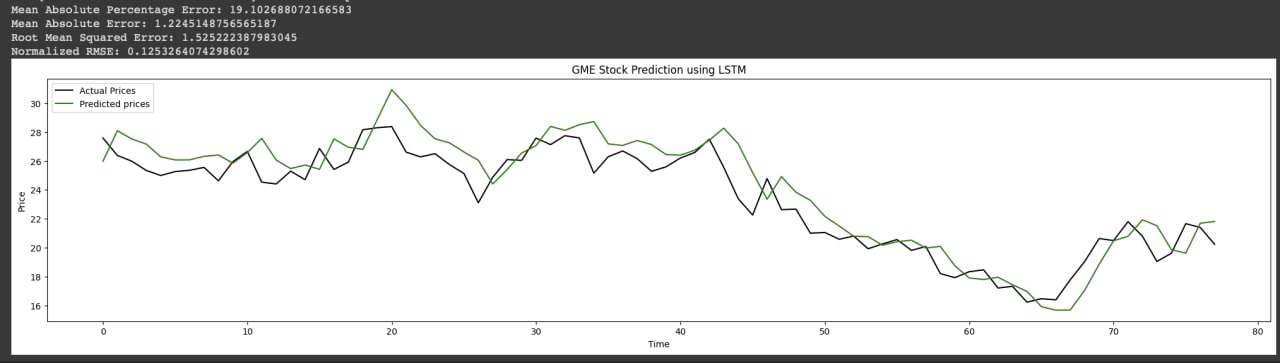 Mean Absolute Percentage Error: 19.102688072166583
Mean Absolute Error: 1.2245148756565187
Root Mean Squared Error: 1.525222387983045
Normalized RMSE: 0.1253264074298602
GME Stock Prediction using LSTM
Actual Prices
Predicted prices
30
28
26
24
22
20
18
16
Price
0 10 20 30 40 50 60 70 80
Time